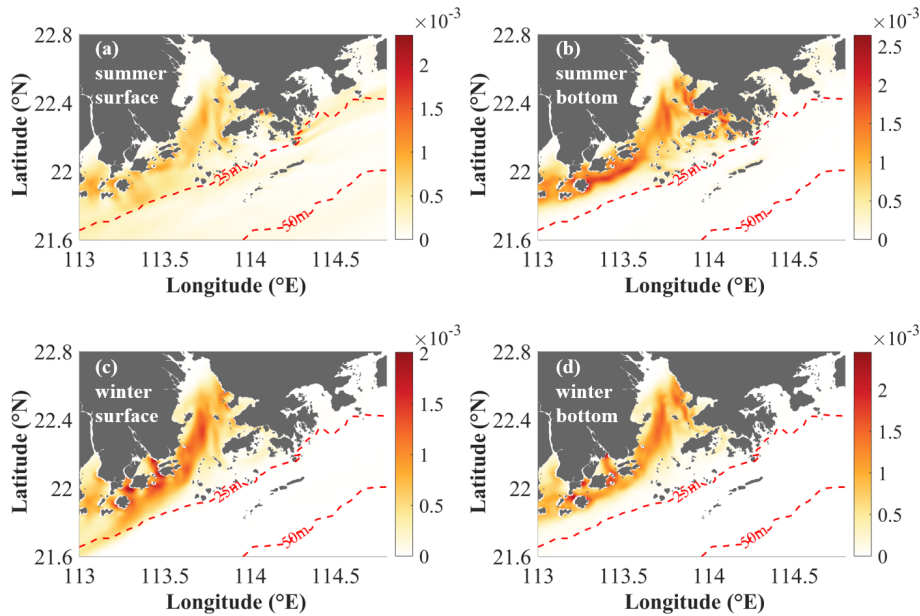 ×10⁻³
(a)
summer
surface
25m
50m
22.8
22.4
22
21.6
113
113.5
114
114.5
2
1.5
1
0.5
0
Latitude (°N)
Longitude (°E)
×10⁻³
(b)
summer
bottom
25m
50m
22.8
22.4
22
21.6
113
113.5
114
114.5
2.5
2
1.5
1
0.5
0
Latitude (°N)
Longitude (°E)
×10⁻³
(c)
winter
surface
25m
50m
22.8
22.4
22
21.6
113
113.5
114
114.5
2
1.5
1
0.5
0
Latitude (°N)
Longitude (°E)
×10⁻³
(d)
winter
bottom
25m
50m
22.8
22.4
22
21.6
113
113.5
114
114.5
2
1.5
1
0.5
0
Latitude (°N)
Longitude (°E)